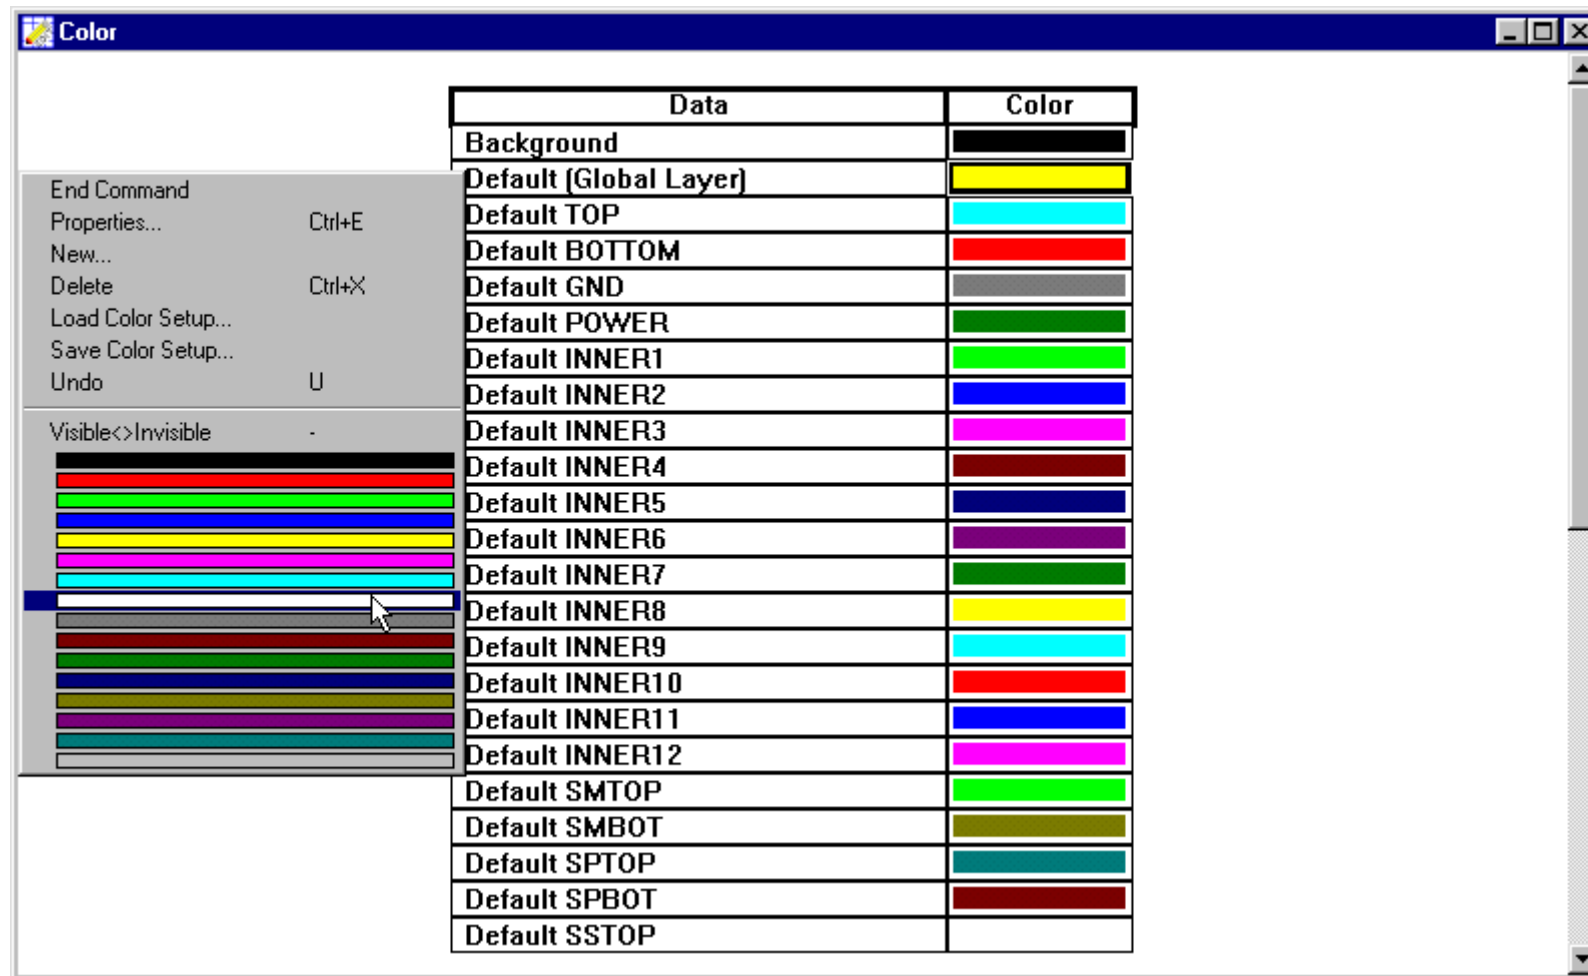 Color
Data Color
Background
Default (Global Layer)
Default TOP
Default BOTTOM
Default GND
Default POWER
Default INNER1
Default INNER2
Default INNER3
Default INNER4
Default INNER5
Default INNER6
Default INNER7
Default INNER8
Default INNER9
Default INNER10
Default INNER11
Default INNER12
Default SMTOP
Default SMBOT
Default SPTOP
Default SPBOT
Default SSTOP
End Command
Properties... Ctrl+E
New...
Delete Ctrl+X
Load Color Setup...
Save Color Setup...
Undo U
Visible<>Invisible -